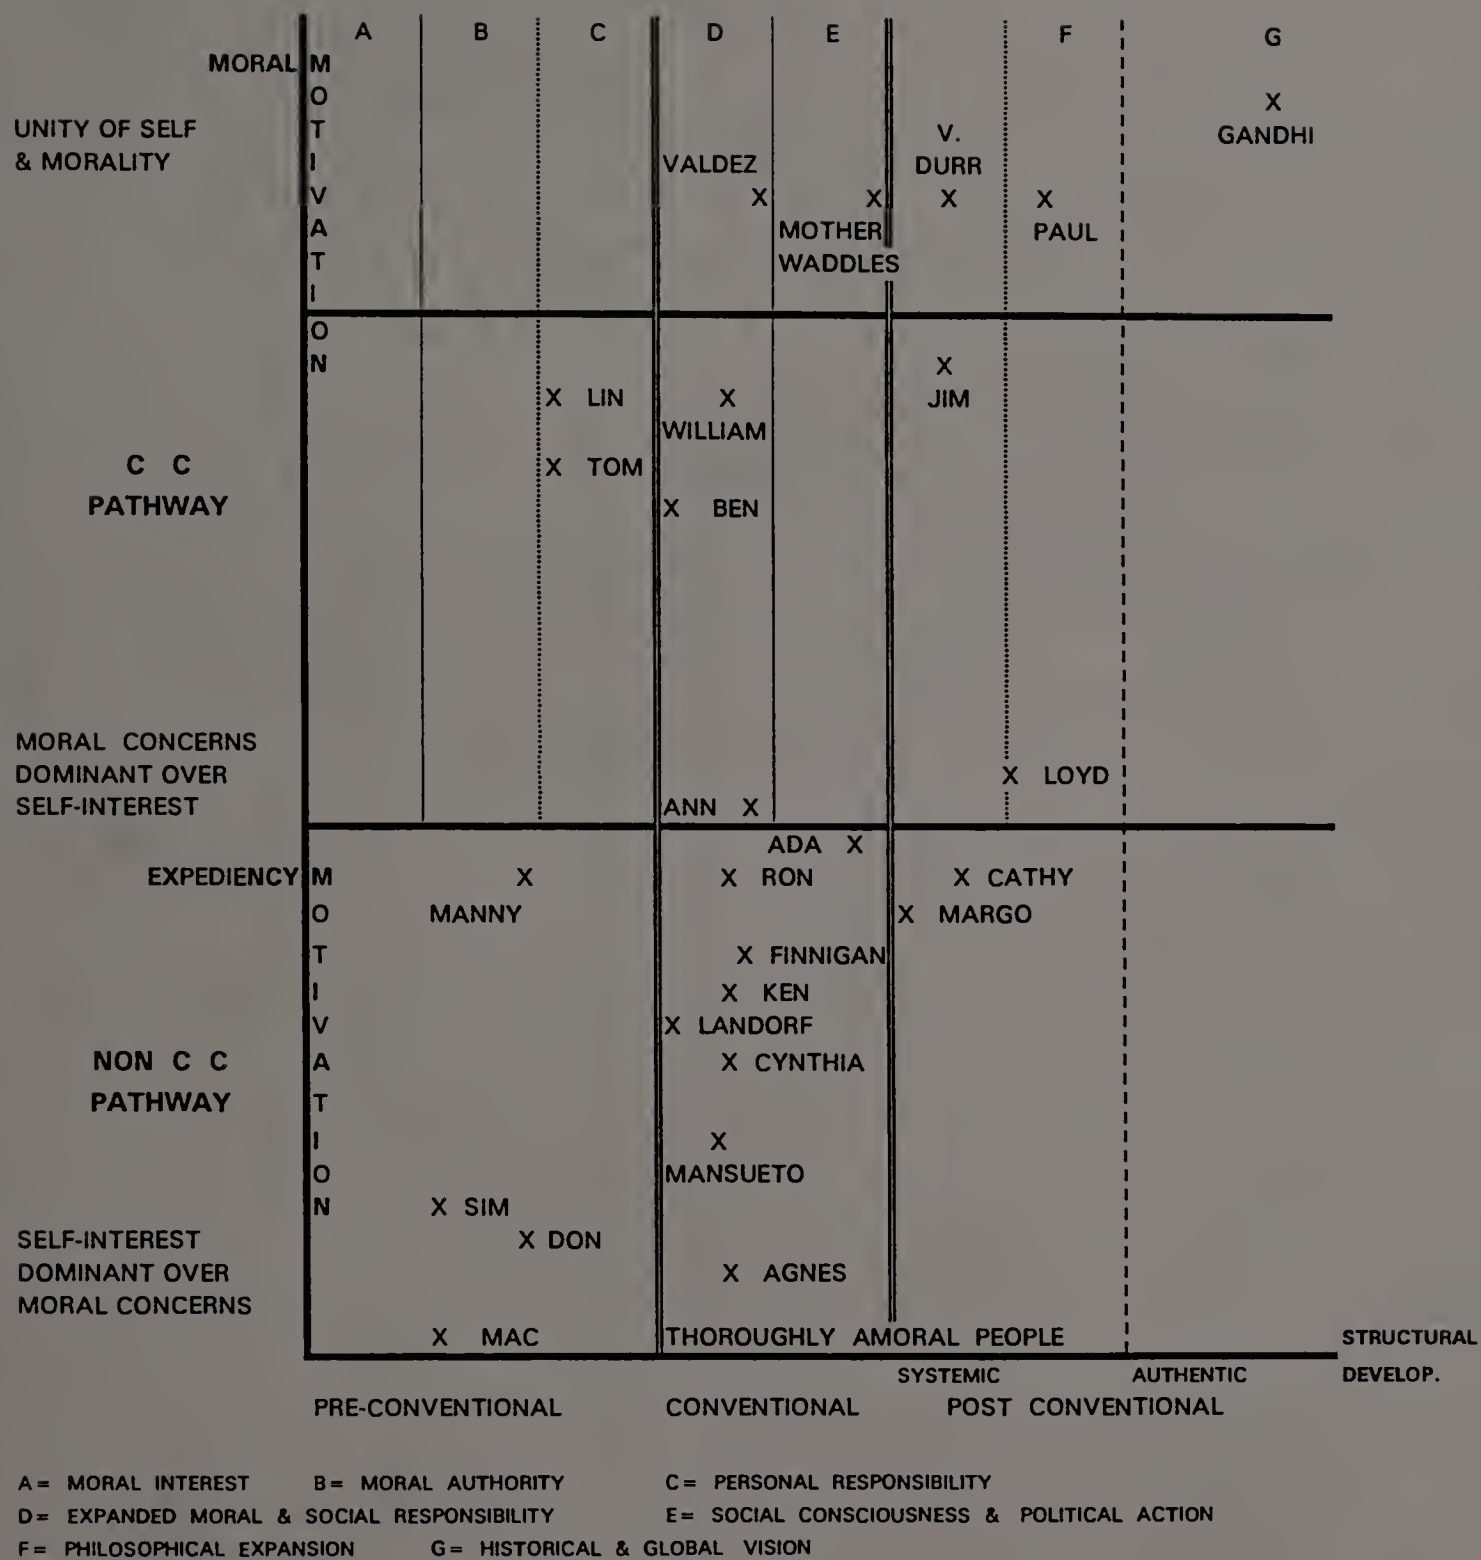 A B C D E F G
MORAL M
O X
UNITY OF SELF T V. GANDHI
& MORALITY I VALDEZ DURR
V X X X X
A MOTHER PAUL
T WADDLES
I
O
N X
X LIN X JIM
WILLIAM
C C X TOM
PATHWAY X BEN
MORAL CONCERNS
DOMINANT OVER X LOYD
SELF-INTEREST ANN X
ADA X
EXPEDIENCY M X X RON X CATHY
O MANNY X MARGO
T X FINNIGAN
I X KEN
V X LANDORF
NON C C A X CYNTHIA
PATHWAY T
I X
O MANSUETO
N X SIM
SELF-INTEREST X DON
DOMINANT OVER X AGNES
MORAL CONCERNS
X MAC THOROUGHLY AMORAL PEOPLE STRUCTURAL
SYSTEMIC AUTHENTIC DEVELOP.
PRE-CONVENTIONAL CONVENTIONAL POST CONVENTIONAL
A= MORAL INTEREST B= MORAL AUTHORITY C= PERSONAL RESPONSIBILITY
D= EXPANDED MORAL & SOCIAL RESPONSIBILITY E= SOCIAL CONSCIOUSNESS & POLITICAL ACTION
F= PHILOSOPHICAL EXPANSION G= HISTORICAL & GLOBAL VISION